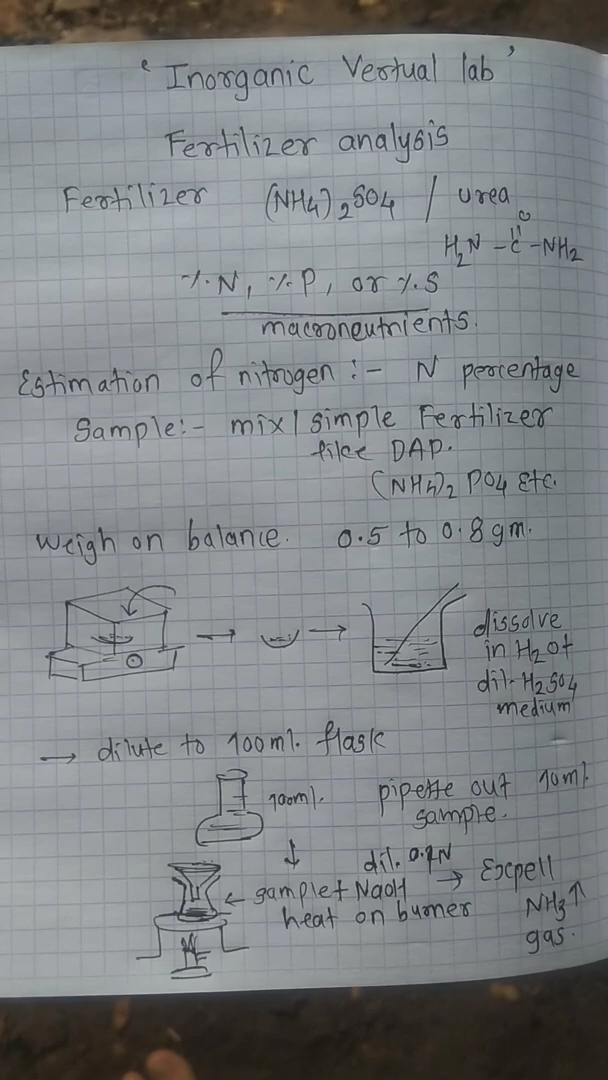 ' Inorganic Vertual lab '
Fertilizer analysis
Fertilizer (NH4)2SO4 / urea
O
H2N - C - NH2
%N, %P, or %S
macroneutrients.
Estimation of nitrogen :- N percentage
Sample:- mix/simple Fertilizer
like DAP.
(NH4)2 PO4 Etc.
Weigh on balance. 0.5 to 0.8 gm.
dissolve
in H2O +
dil. H2SO4
medium
→ dilute to 100ml. flask
100ml. pipette out 10ml.
sample.
dil. 0.1N
sample + NaOH → Expell
heat on burner NH3↑
gas.